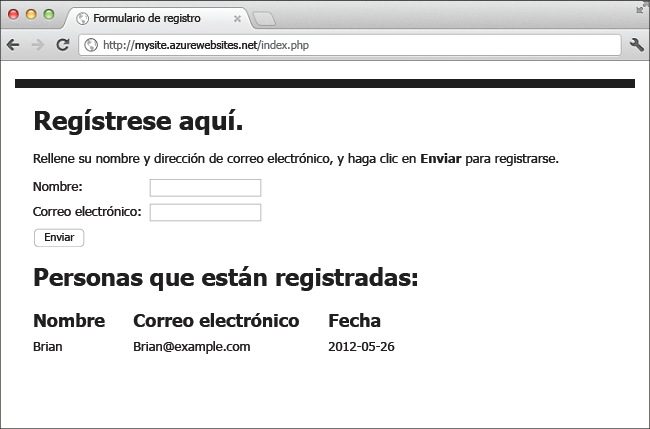 Formulario de registro
http://mysite.azurewebsites.net/index.php
Regístrese aquí.
Rellene su nombre y dirección de correo electrónico, y haga clic en Enviar para registrarse.
Nombre:
Correo electrónico:
Enviar
Personas que están registradas:
Nombre Correo electrónico Fecha
Brian Brian@example.com 2012-05-26